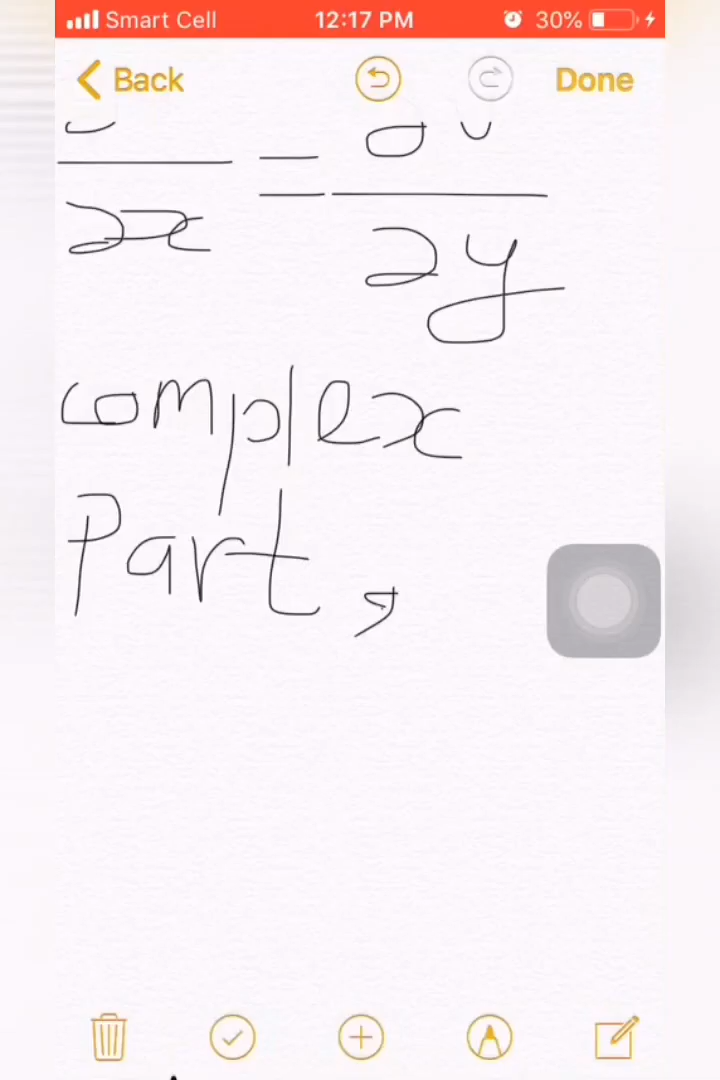 Smart Cell 12:17 PM 30%
Back Done
=
∂x ∂y
complex
Part,